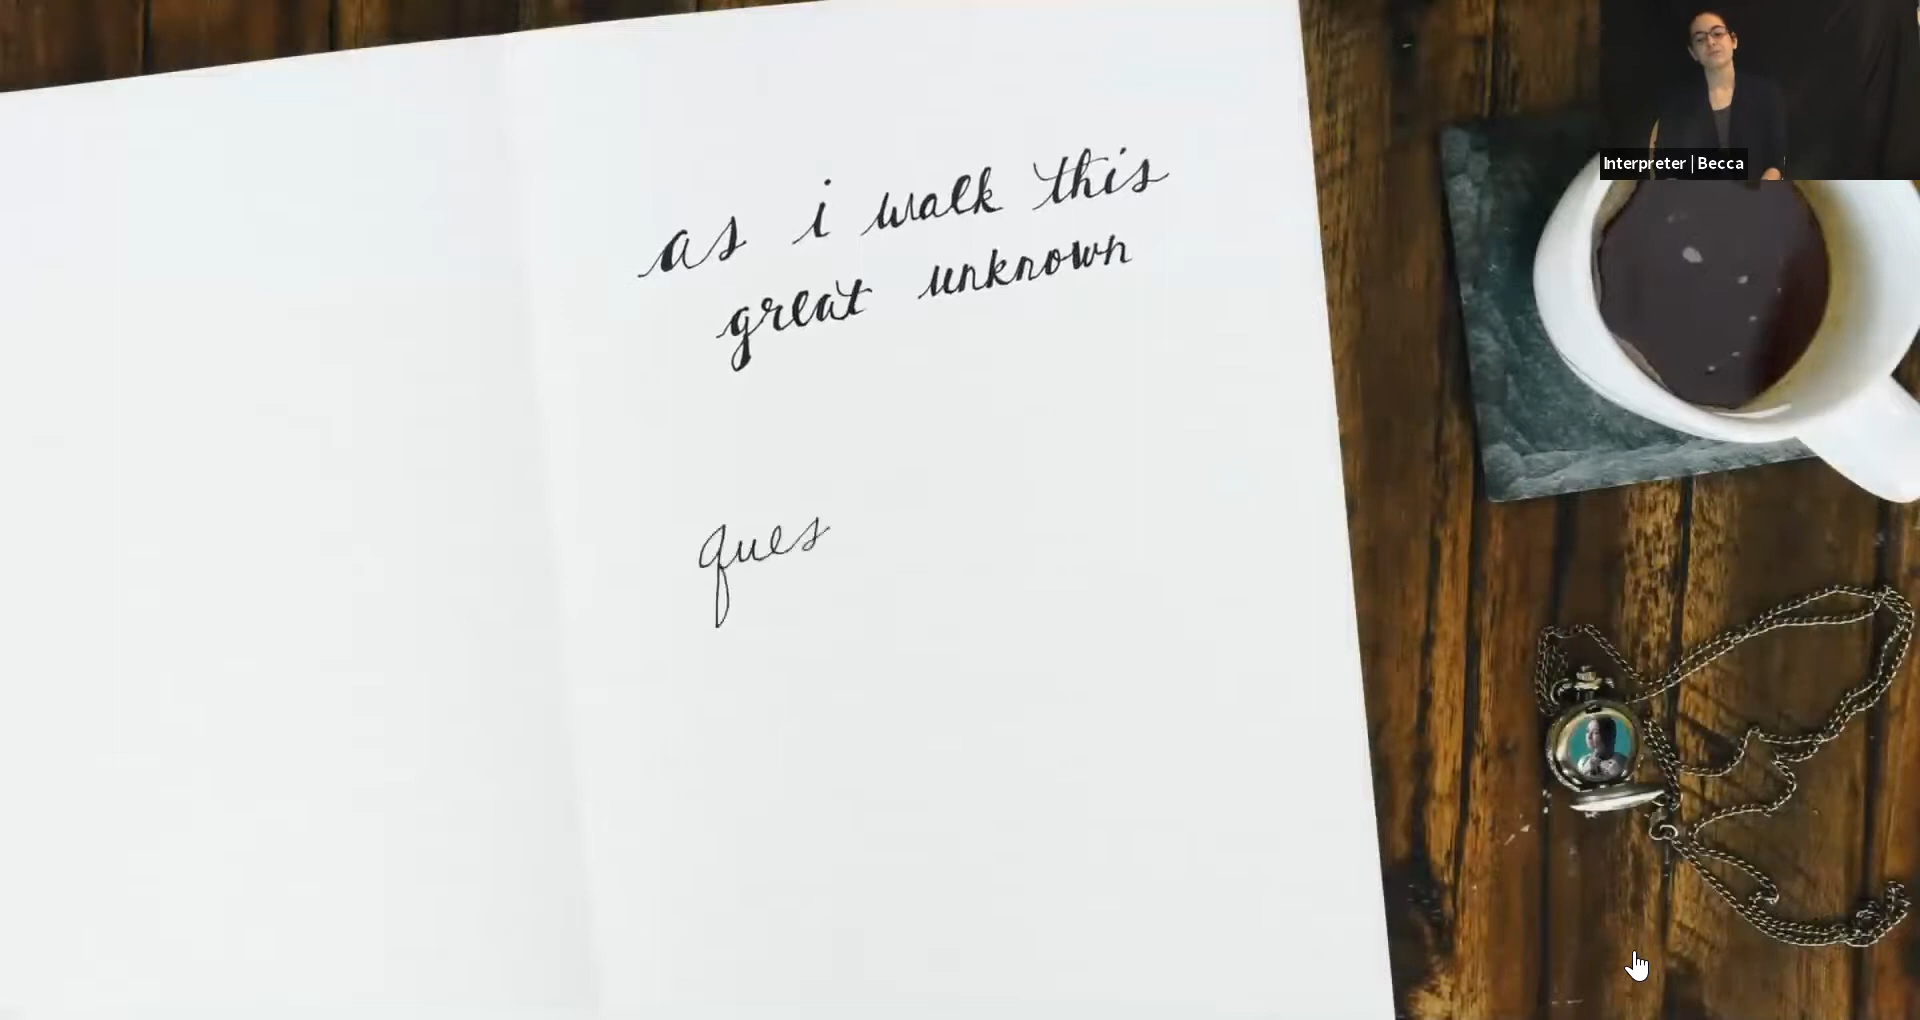 as i walk this
great unknown
ques
Interpreter | Becca